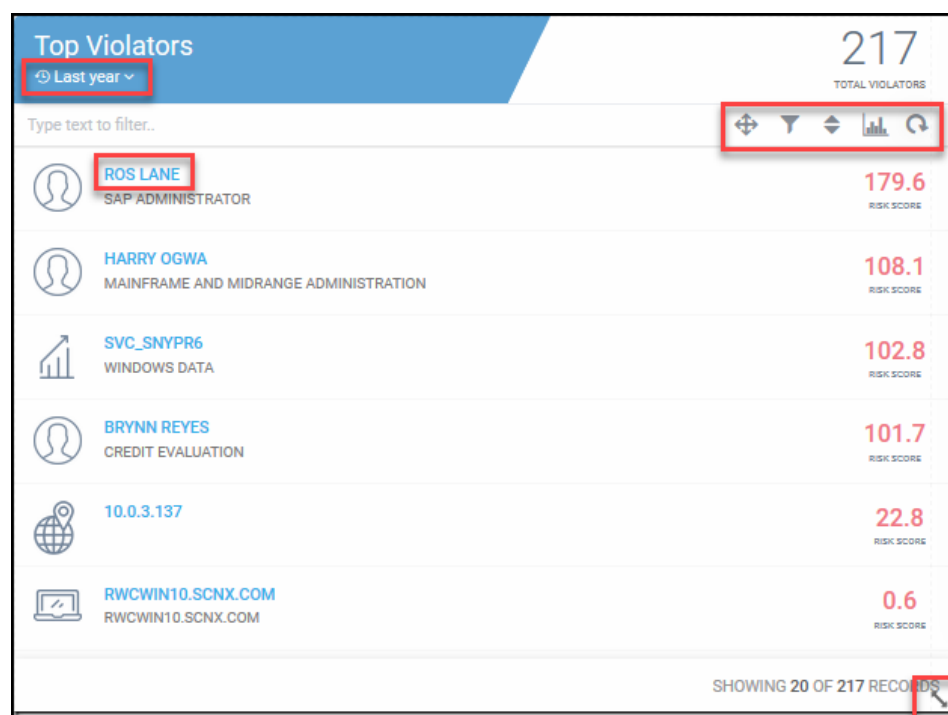 Top Violators
Last year
217
TOTAL VIOLATORS
Type text to filter..
ROS LANE
SAP ADMINISTRATOR
179.6
RISK SCORE
HARRY OGWA
MAINFRAME AND MIDRANGE ADMINISTRATION
108.1
RISK SCORE
SVC_SNYPR6
WINDOWS DATA
102.8
RISK SCORE
BRYNN REYES
CREDIT EVALUATION
101.7
RISK SCORE
10.0.3.137
22.8
RISK SCORE
RWCWIN10.SCNX.COM
RWCWIN10.SCNX.COM
0.6
RISK SCORE
SHOWING 20 OF 217 RECORDS